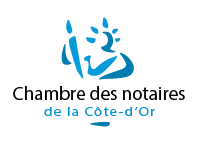 Chambre des notaires
de la Côte-d'Or